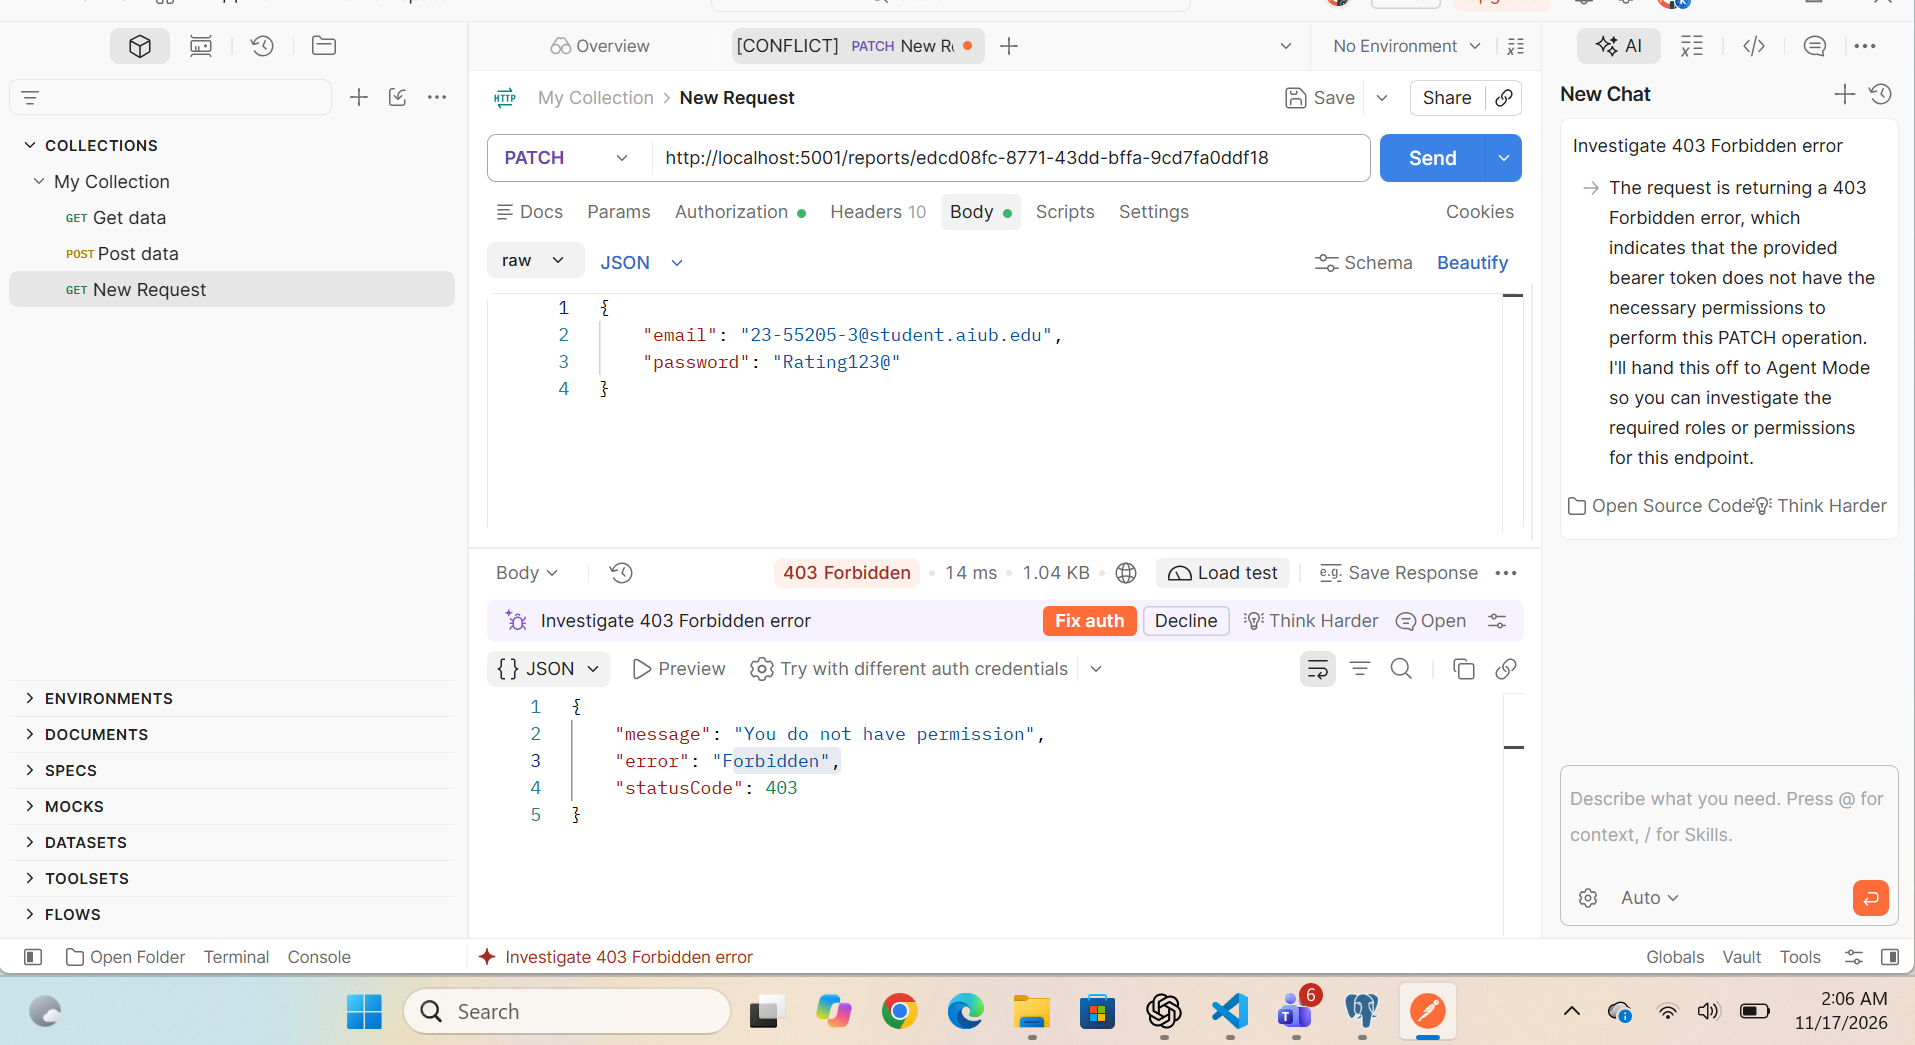 Overview
[CONFLICT] PATCH New R
No Environment
AI
My Collection > New Request
Save
Share
New Chat
COLLECTIONS
My Collection
GET Get data
POST Post data
GET New Request
PATCH
http://localhost:5001/reports/edcd08fc-8771-43dd-bffa-9cd7fa0ddf18
Send
Docs
Params
Authorization
Headers 10
Body
Scripts
Settings
Cookies
raw
JSON
Schema
Beautify
1 {
2 "email": "23-55205-3@student.aiub.edu",
3 "password": "Rating123@"
4 }
Investigate 403 Forbidden error
The request is returning a 403
Forbidden error, which
indicates that the provided
bearer token does not have the
necessary permissions to
perform this PATCH operation.
I'll hand this off to Agent Mode
so you can investigate the
required roles or permissions
for this endpoint.
Open Source Code
Think Harder
Body
403 Forbidden
14 ms
1.04 KB
Load test
e.g. Save Response
Investigate 403 Forbidden error
Fix auth
Decline
Think Harder
Open
{} JSON
Preview
Try with different auth credentials
1 {
2 "message": "You do not have permission",
3 "error": "Forbidden",
4 "statusCode": 403
5 }
ENVIRONMENTS
DOCUMENTS
SPECS
MOCKS
DATASETS
TOOLSETS
FLOWS
Describe what you need. Press @ for
context, / for Skills.
Auto
Open Folder
Terminal
Console
Investigate 403 Forbidden error
Globals
Vault
Tools
Search
6
2:06 AM
11/17/2026